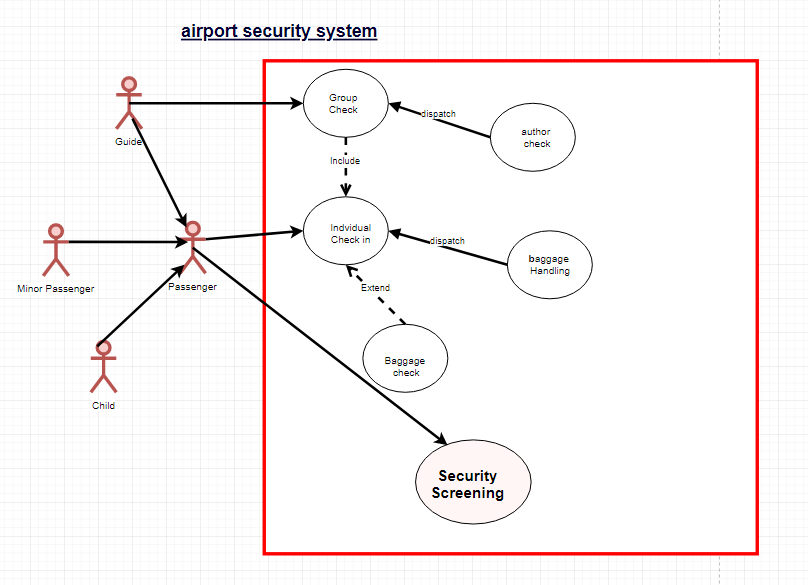 airport security system
Group
Check
dispatch
author
check
Guide
Include
Indvidual
Check in
dispatch
baggage
Handling
Minor Passenger
Passenger
Extend
Baggage
check
Child
Security
Screening